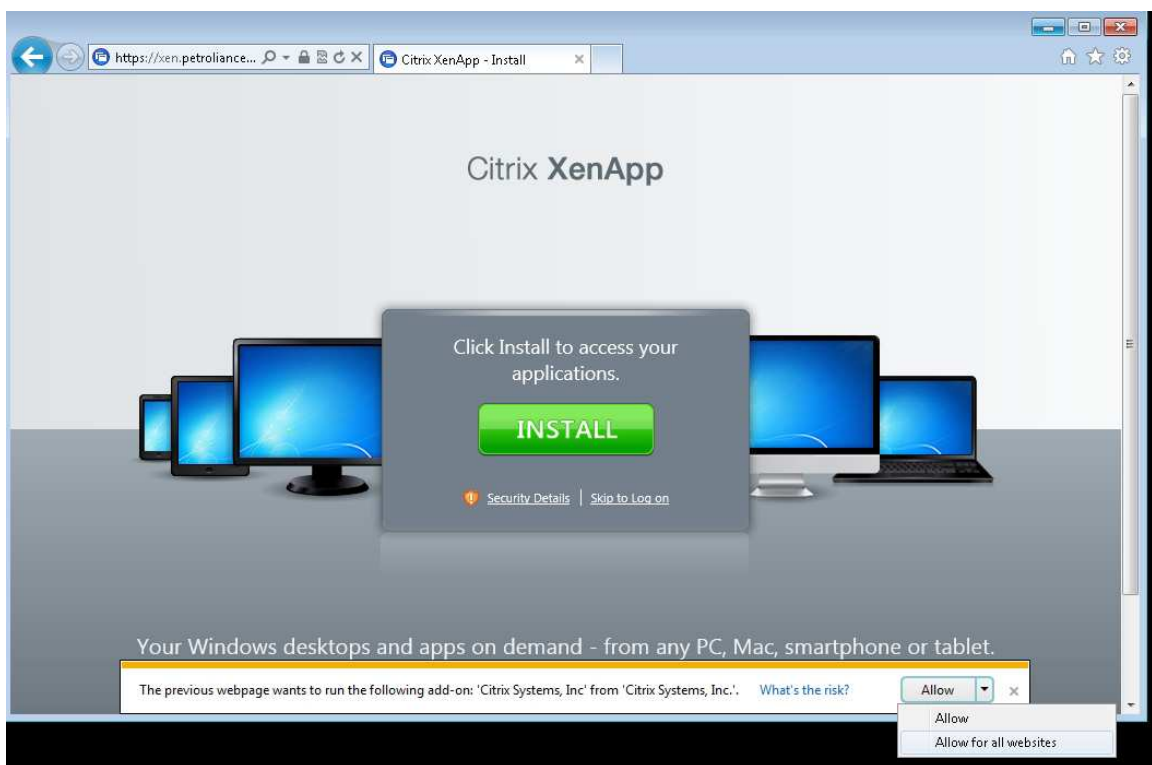 https://xen.petroliance...
Citrix XenApp - Install
Citrix XenApp
Click Install to access your
applications.
INSTALL
Security Details | Skip to Log on
Your Windows desktops and apps on demand - from any PC, Mac, smartphone or tablet.
The previous webpage wants to run the following add-on: 'Citrix Systems, Inc' from 'Citrix Systems, Inc.'. What's the risk? Allow
Allow
Allow for all websites